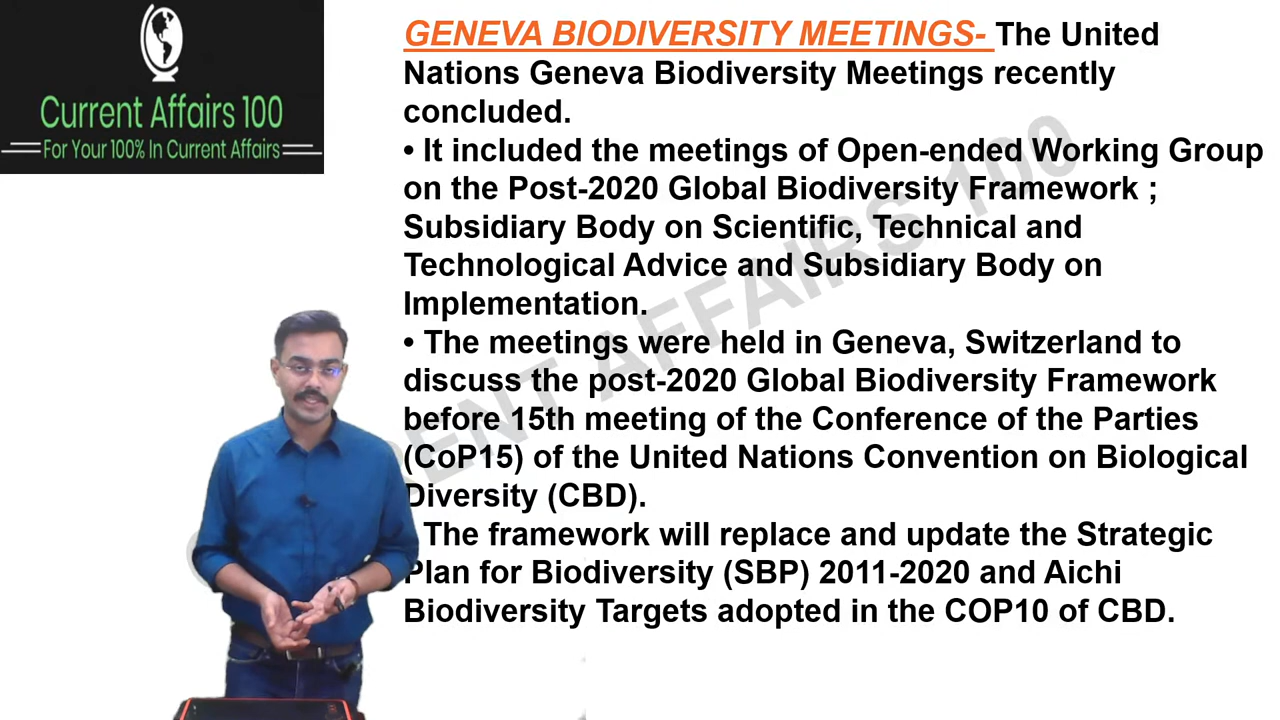 Current Affairs 100
For Your 100% In Current Affairs
GENEVA BIODIVERSITY MEETINGS- The United
Nations Geneva Biodiversity Meetings recently
concluded.
• It included the meetings of Open-ended Working Group
on the Post-2020 Global Biodiversity Framework ;
Subsidiary Body on Scientific, Technical and
Technological Advice and Subsidiary Body on
Implementation.
• The meetings were held in Geneva, Switzerland to
discuss the post-2020 Global Biodiversity Framework
before 15th meeting of the Conference of the Parties
(CoP15) of the United Nations Convention on Biological
Diversity (CBD).
The framework will replace and update the Strategic
Plan for Biodiversity (SBP) 2011-2020 and Aichi
Biodiversity Targets adopted in the COP10 of CBD.
AFFAIRS 100